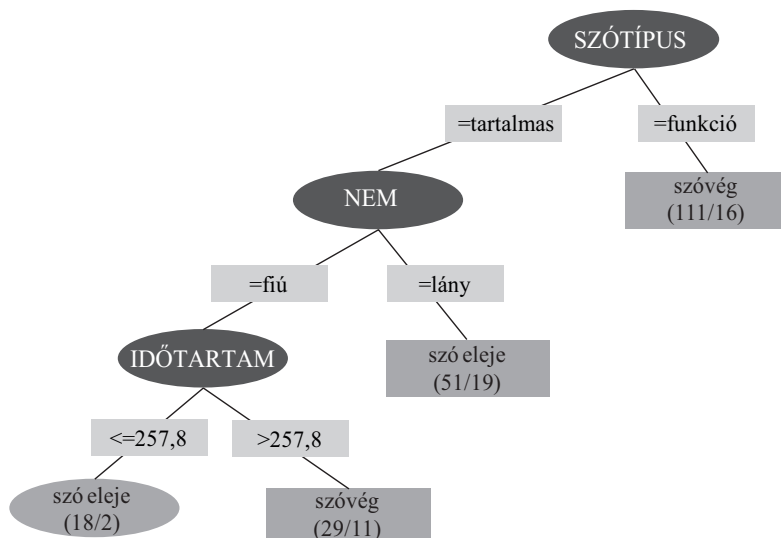 SZÓTÍPUS
=tartalmas
=funkció
szóvég
(111/16)
NEM
=fiú
=lány
szó eleje
(51/19)
IDŐTARTAM
<=257,8
>257,8
szó eleje
(18/2)
szóvég
(29/11)